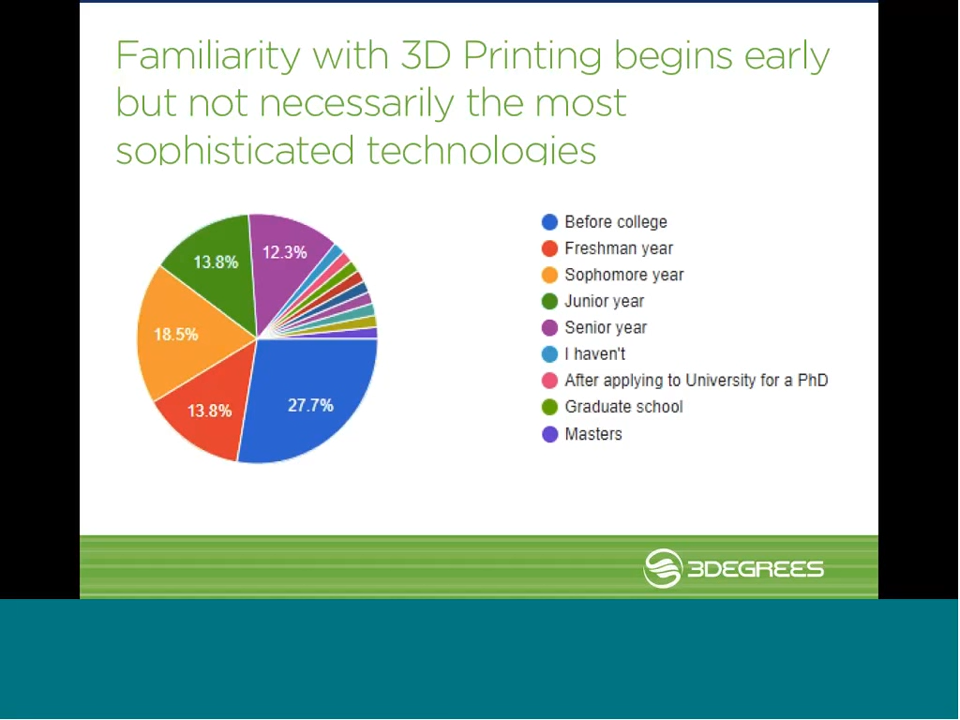 Familiarity with 3D Printing begins early
but not necessarily the most
sophisticated technologies
12.3%
13.8%
18.5%
13.8%
27.7%
Before college
Freshman year
Sophomore year
Junior year
Senior year
I haven't
After applying to University for a PhD
Graduate school
Masters
3DEGREES